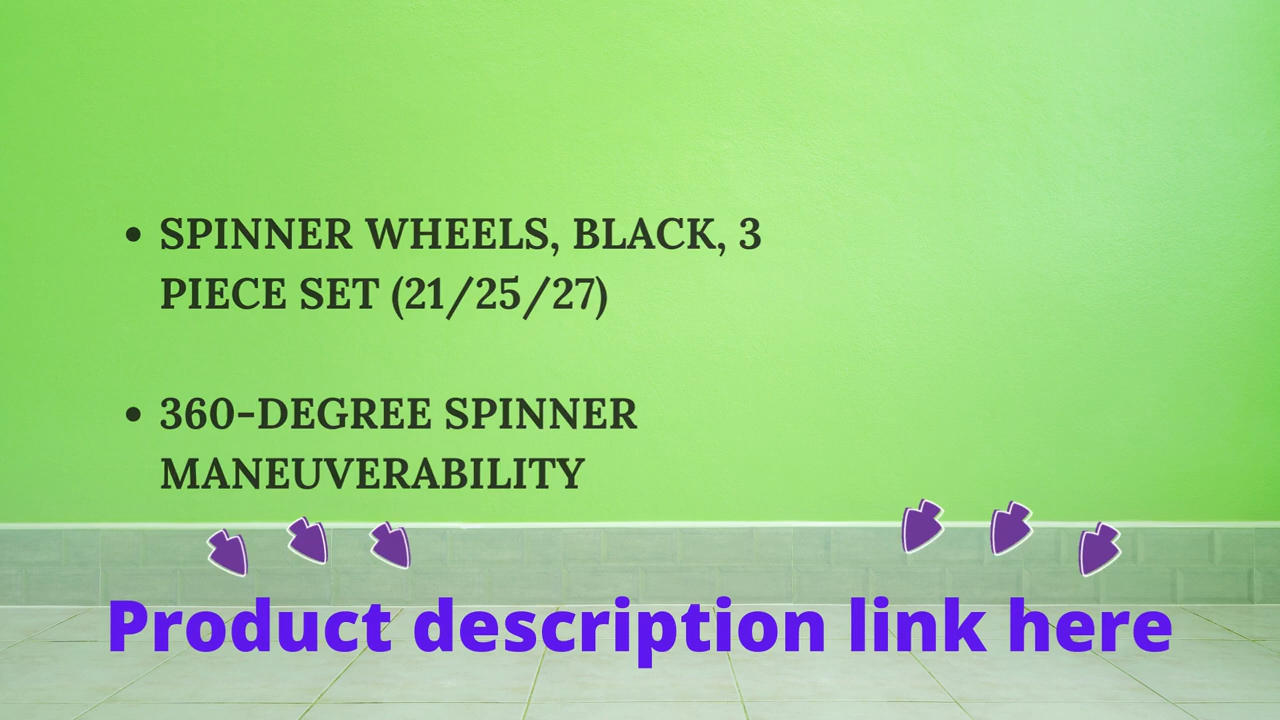 • SPINNER WHEELS, BLACK, 3
PIECE SET (21/25/27)
• 360-DEGREE SPINNER
MANEUVERABILITY
Product description link here